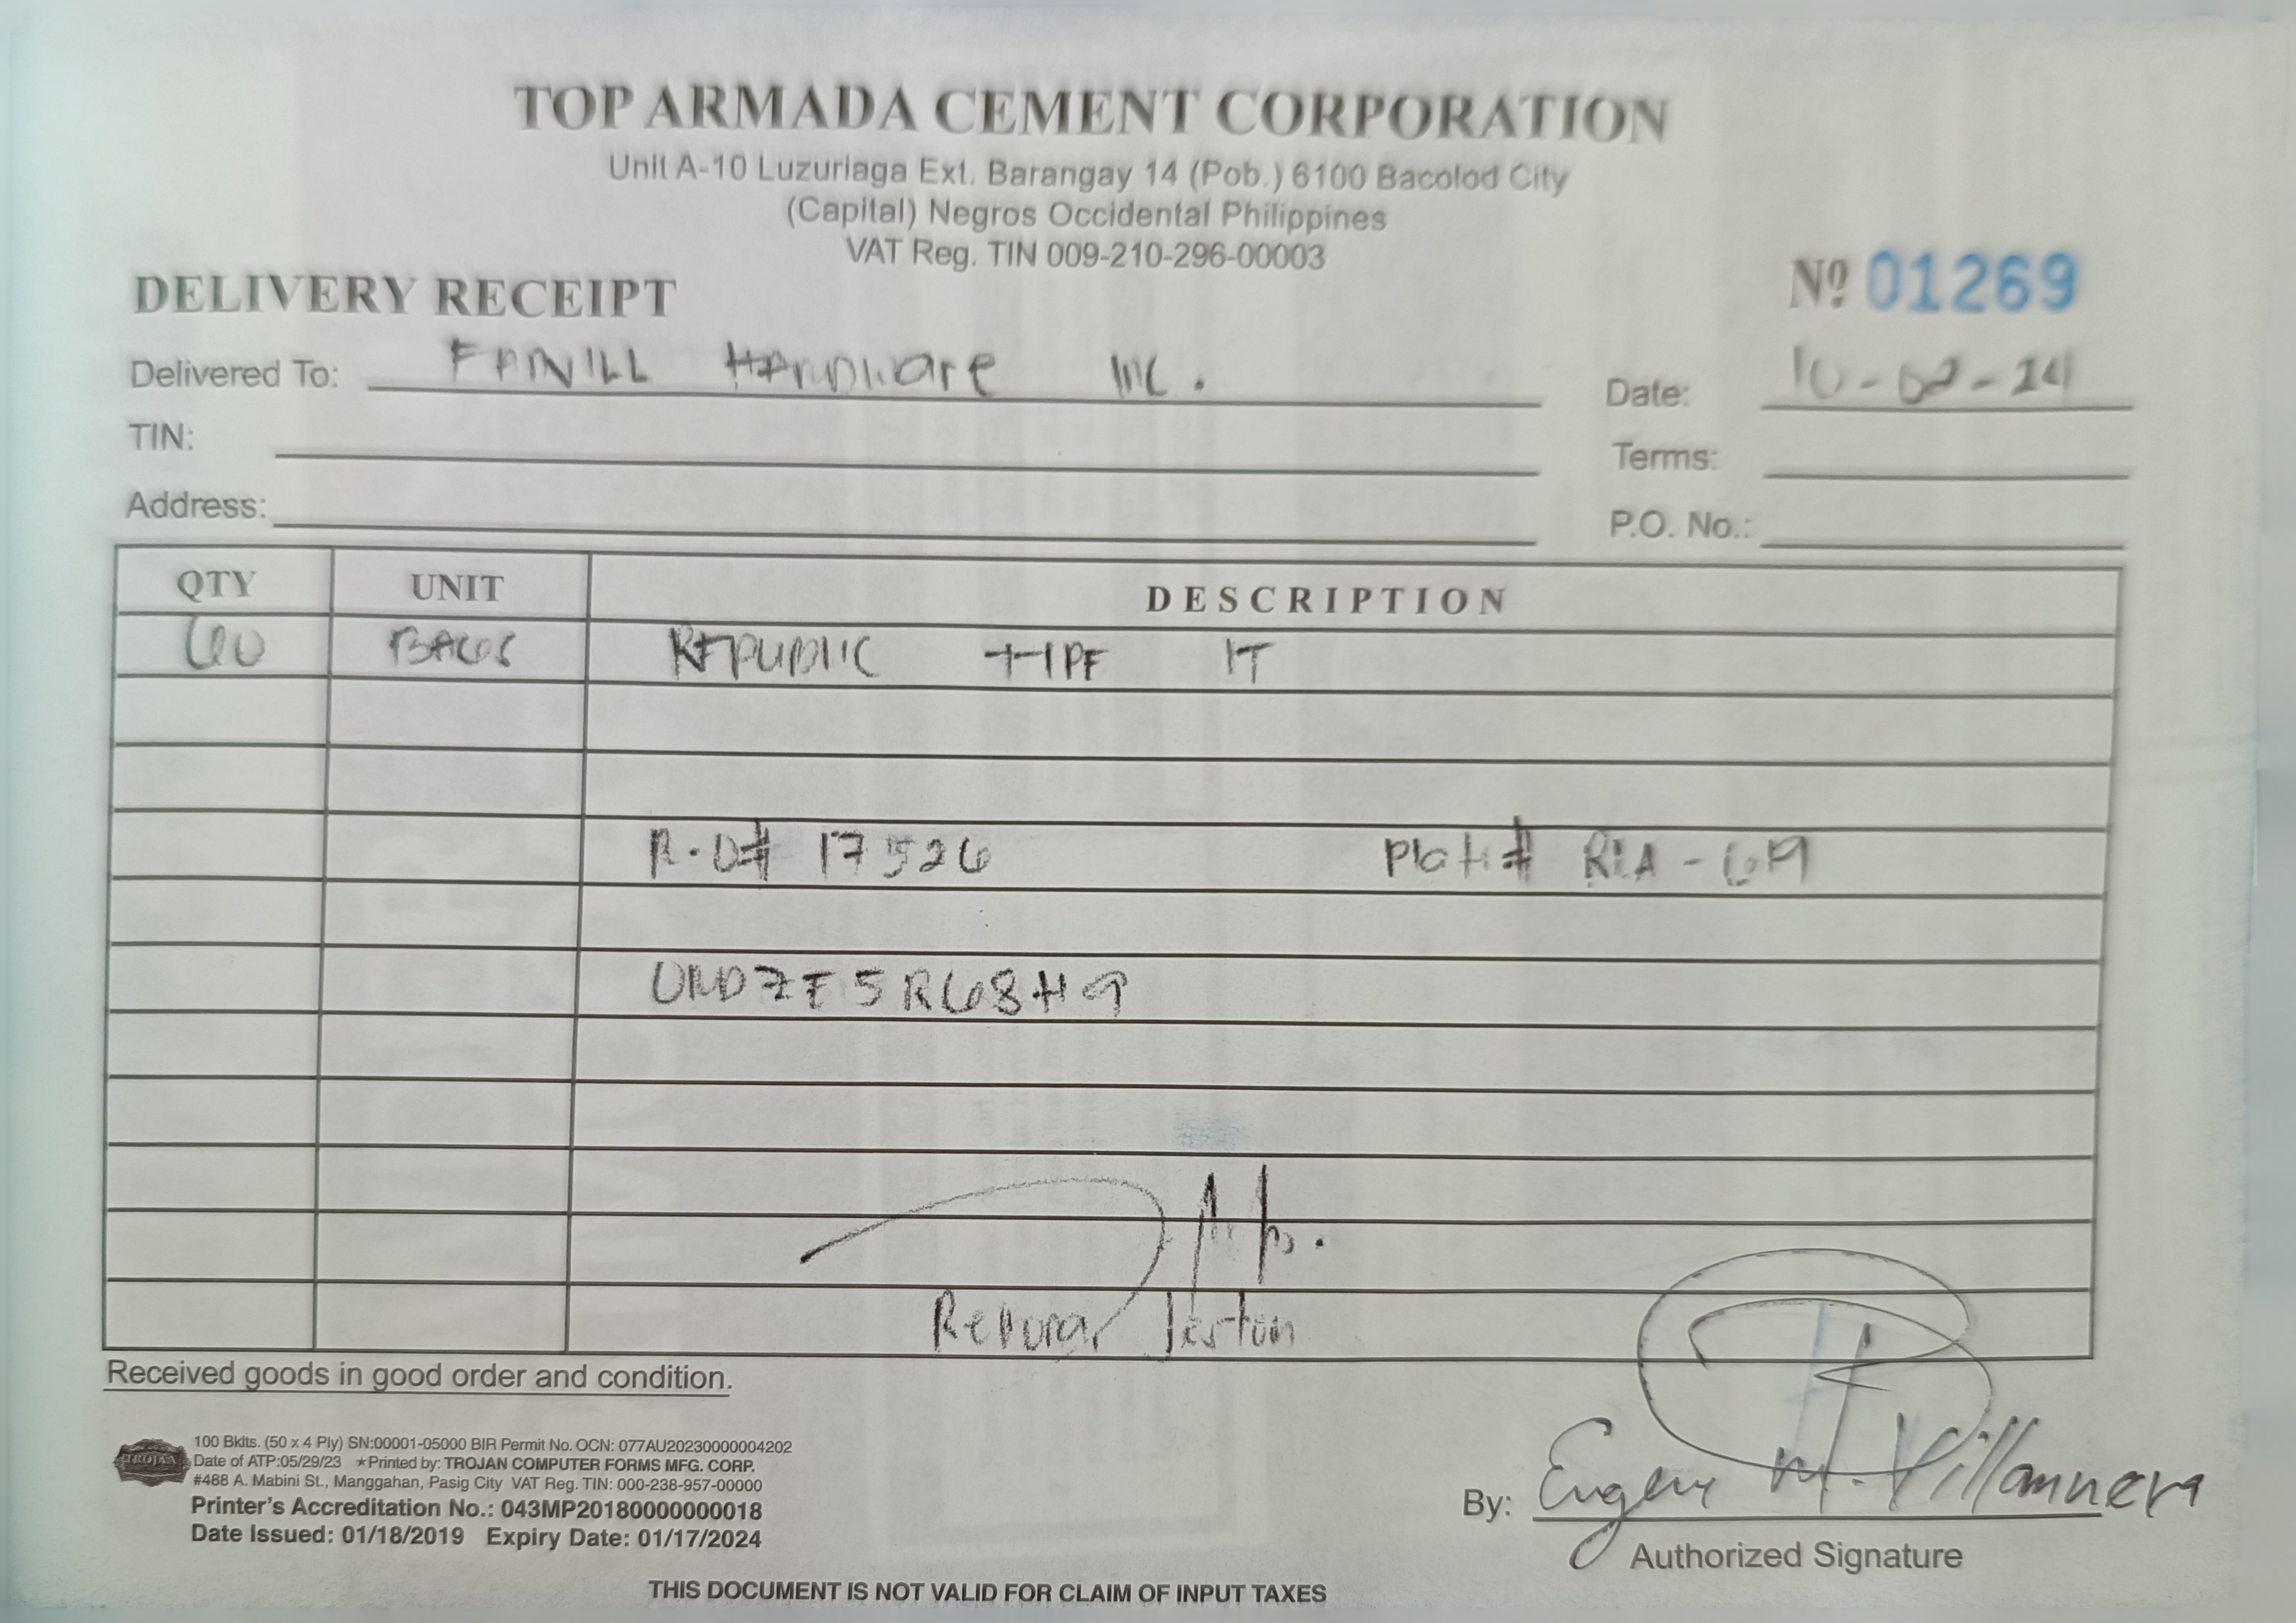 TOP ARMADA CEMENT CORPORATION
Unit A-10 Luzuriaga Ext. Barangay 14 (Pob.) 6100 Bacolod City
(Capital) Negros Occidental Philippines
VAT Reg. TIN 009-210-296-00003
DELIVERY RECEIPT
Nº 01269
Delivered To: Hardware Inc.
Date: 10-02-24
TIN:
Terms:
Address:
P.O. No.:
QTY UNIT DESCRIPTION
60 BAGS REPUBLIC 1T
R.O# 17526 Plate#
Received goods in good order and condition.
TROJAN
100 Bklts. (50 x 4 Ply) SN:00001-05000 BIR Permit No. OCN: 077AU20230000004202
Date of ATP:05/29/23 ★Printed by: TROJAN COMPUTER FORMS MFG. CORP.
#488 A. Mabini St., Manggahan, Pasig City VAT Reg. TIN: 000-238-957-00000
Printer's Accreditation No.: 043MP20180000000018
Date Issued: 01/18/2019 Expiry Date: 01/17/2024
By: M. Villanueva
Authorized Signature
THIS DOCUMENT IS NOT VALID FOR CLAIM OF INPUT TAXES